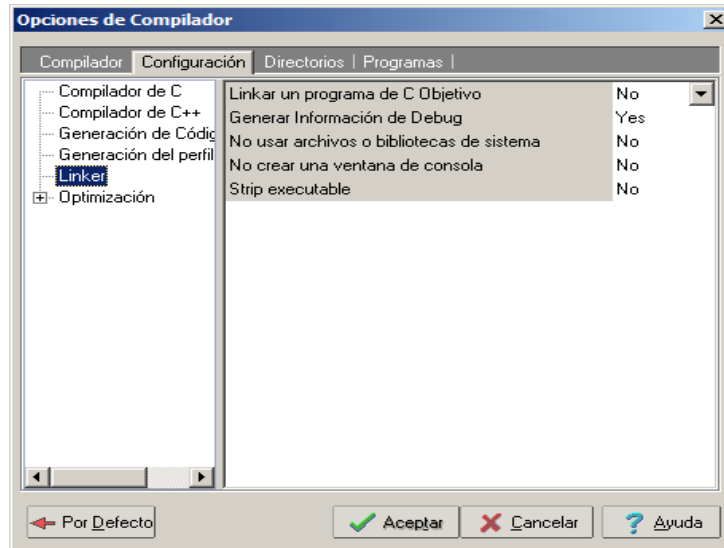 Opciones de Compilador
Compilador Configuración Directorios Programas
Compilador de C
Compilador de C++
Generación de Códig
Generación del perfil
Linker
Optimización
Linkar un programa de C Objetivo No
Generar Información de Debug Yes
No usar archivos o bibliotecas de sistema No
No crear una ventana de consola No
Strip executable No
Por Defecto Aceptar Cancelar Ayuda